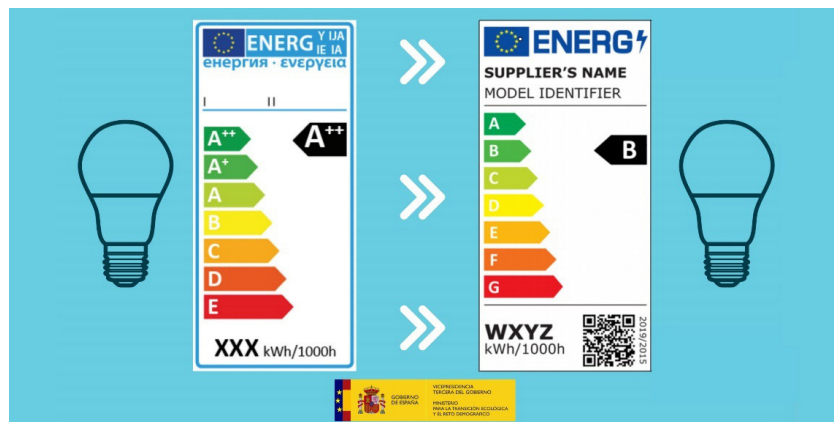 ENERG Y IJA
IE IA
енергия · ενεργεια
I II
A++
A++
A+
A
B
C
D
E
XXX kWh/1000h
ENERG
SUPPLIER'S NAME
MODEL IDENTIFIER
A
B
B
C
D
E
F
G
WXYZ
kWh/1000h
2019/2015
GOBIERNO
DE ESPAÑA
VICEPRESIDENCIA
TERCERA DEL GOBIERNO
MINISTERIO
PARA LA TRANSICIÓN ECOLÓGICA
Y EL RETO DEMOGRÁFICO